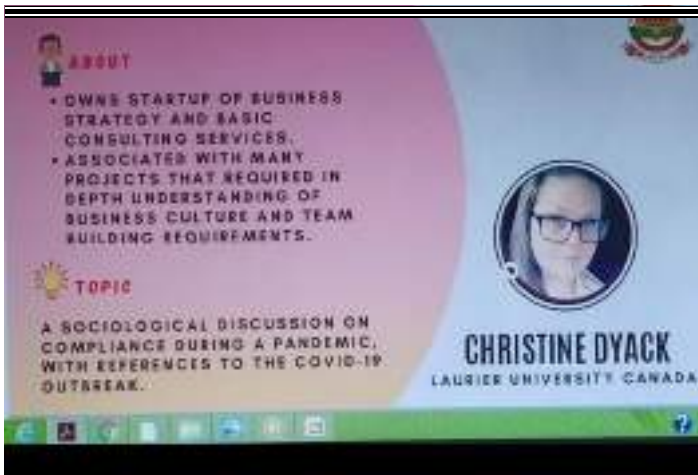 ABOUT
• OWNS STARTUP OF BUSINESS
STRATEGY AND BASIC
CONSULTING SERVICES.
• ASSOCIATED WITH MANY
PROJECTS THAT REQUIRED IN
DEPTH UNDERSTANDING OF
BUSINESS CULTURE AND TEAM
BUILDING REQUIREMENTS.
TOPIC
A SOCIOLOGICAL DISCUSSION ON
COMPLIANCE DURING A PANDEMIC,
WITH REFERENCES TO THE COVID-19
OUTBREAK.
CHRISTINE DYACK
LAURIER UNIVERSITY CANADA